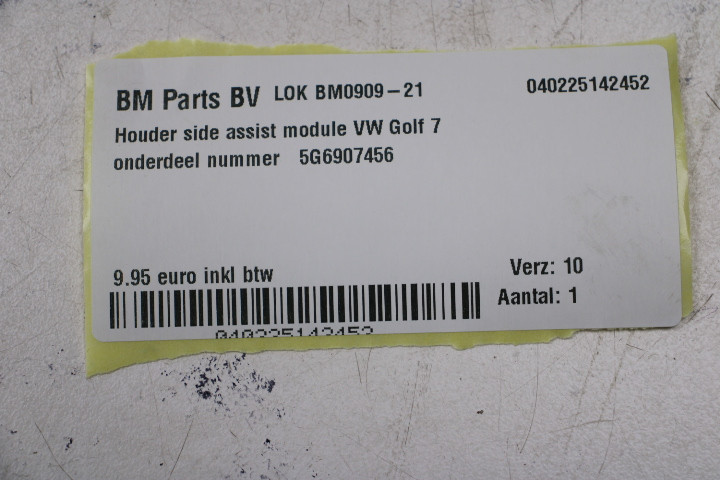 BM Parts BV LOK BM0909-21 040225142452
Houder side assist module VW Golf 7
onderdeel nummer 5G6907456
9.95 euro inkl btw Verz: 10
Aantal: 1
040225142452